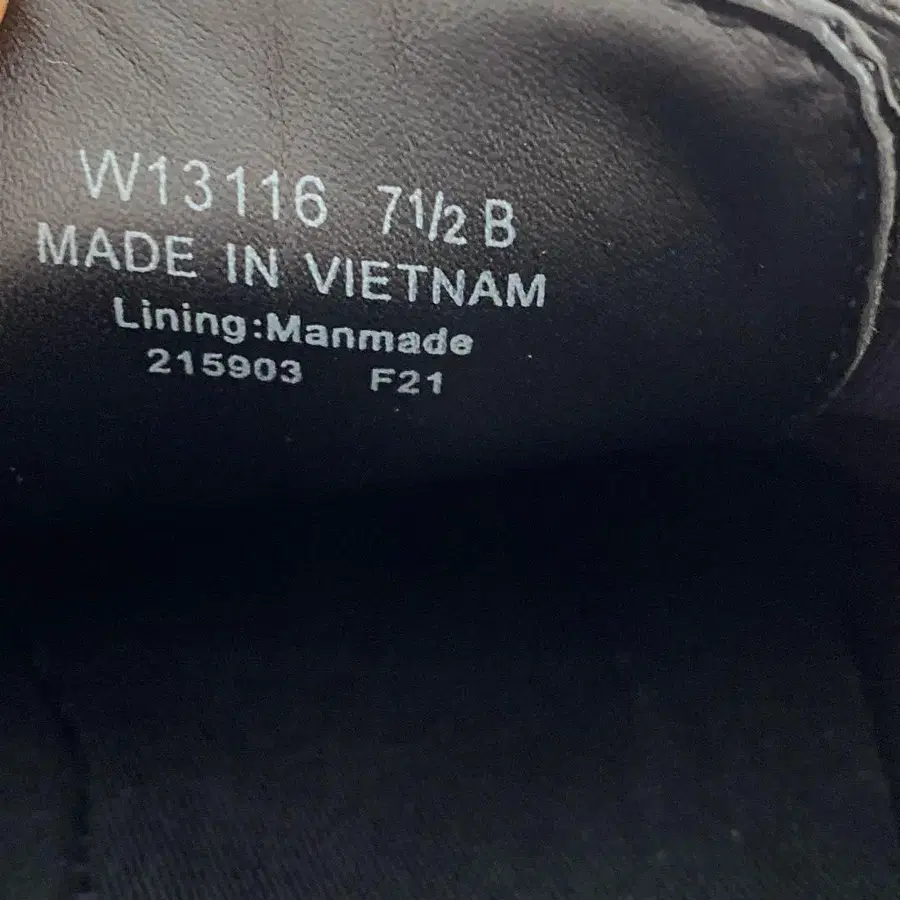 W13116 7½ B
MADE IN VIETNAM
Lining:Manmade
215903 F21